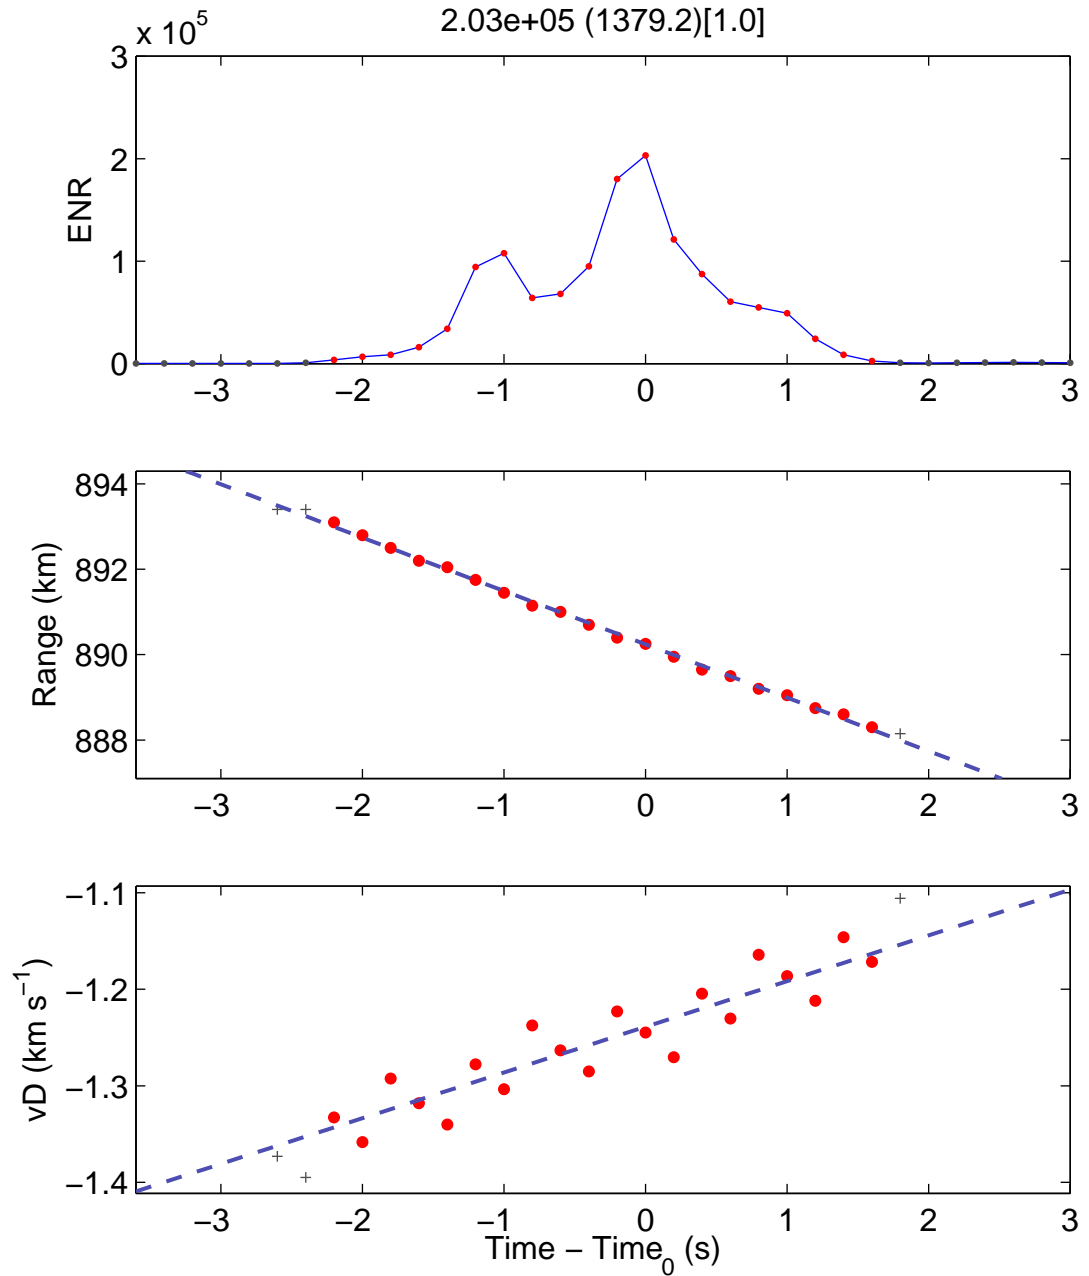 2.03e+05 (1379.2)[1.0]
x 10^5
3
2
1
0
ENR
−3 −2 −1 0 1 2 3
894
892
890
888
Range (km)
−3 −2 −1 0 1 2 3
−1.1
−1.2
−1.3
−1.4
vD (km s^−1)
−3 −2 −1 0 1 2 3
Time − Time_0 (s)